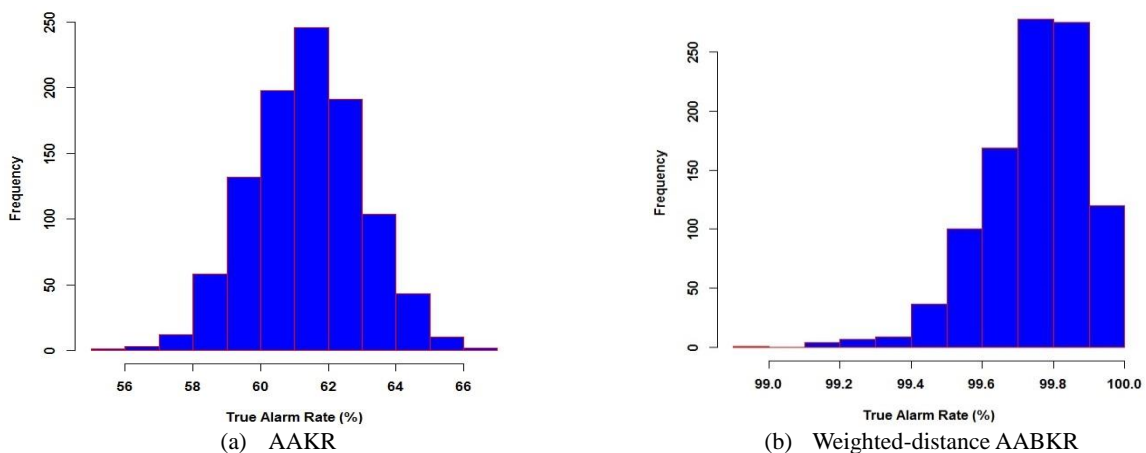 250
200
150
100
50
0
Frequency
56 58 60 62 64 66
True Alarm Rate (%)
(a) AAKR
250
200
150
100
50
0
Frequency
99.0 99.2 99.4 99.6 99.8 100.0
True Alarm Rate (%)
(b) Weighted-distance AABKR